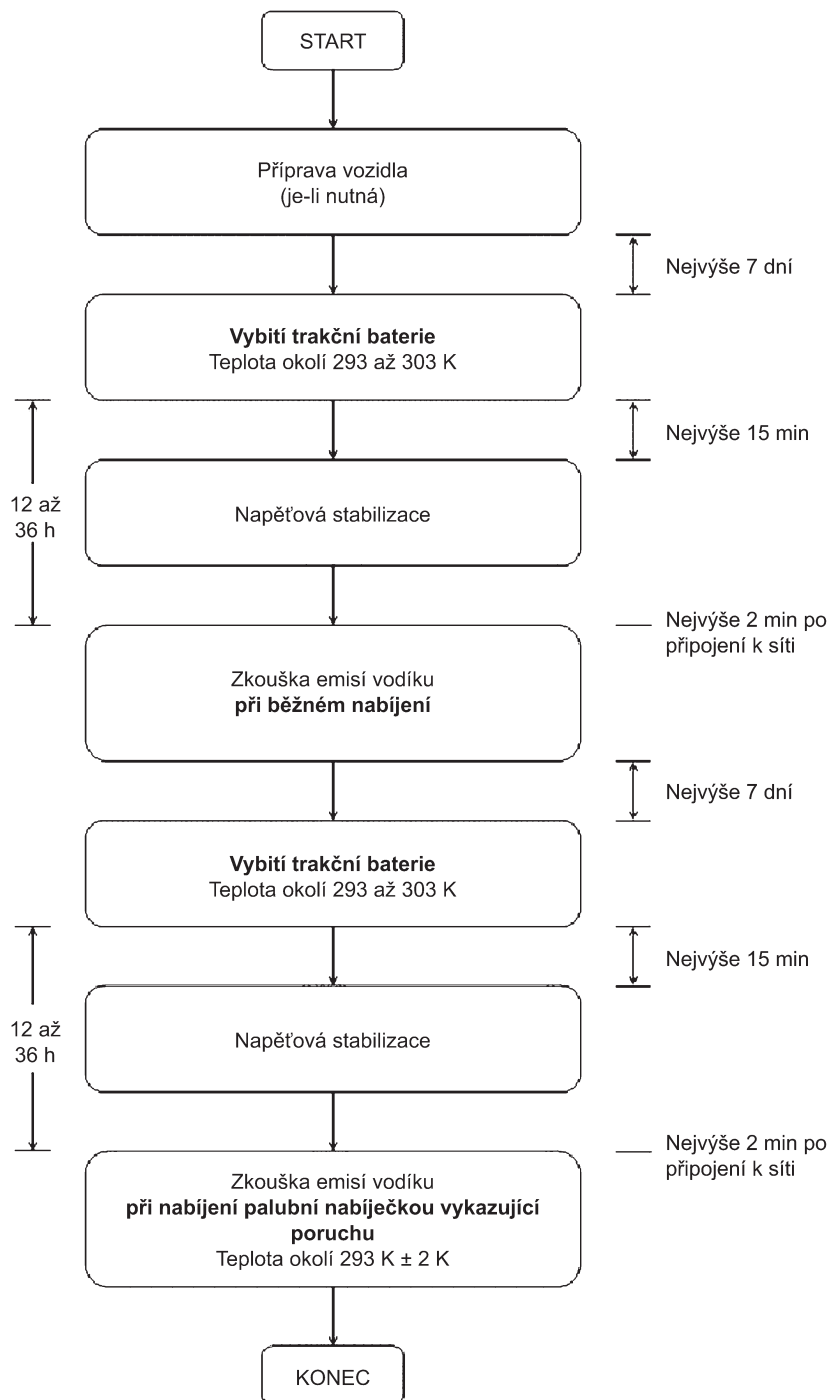 START
Příprava vozidla
(je-li nutná)
Nejvýše 7 dní
Vybití trakční baterie
Teplota okolí 293 až 303 K
Nejvýše 15 min
12 až
36 h
Napěťová stabilizace
Nejvýše 2 min po
připojení k síti
Zkouška emisí vodíku
při běžném nabíjení
Nejvýše 7 dní
Vybití trakční baterie
Teplota okolí 293 až 303 K
Nejvýše 15 min
12 až
36 h
Napěťová stabilizace
Nejvýše 2 min po
připojení k síti
Zkouška emisí vodíku
při nabíjení palubní nabíječkou vykazující
poruchu
Teplota okolí 293 K ± 2 K
KONEC